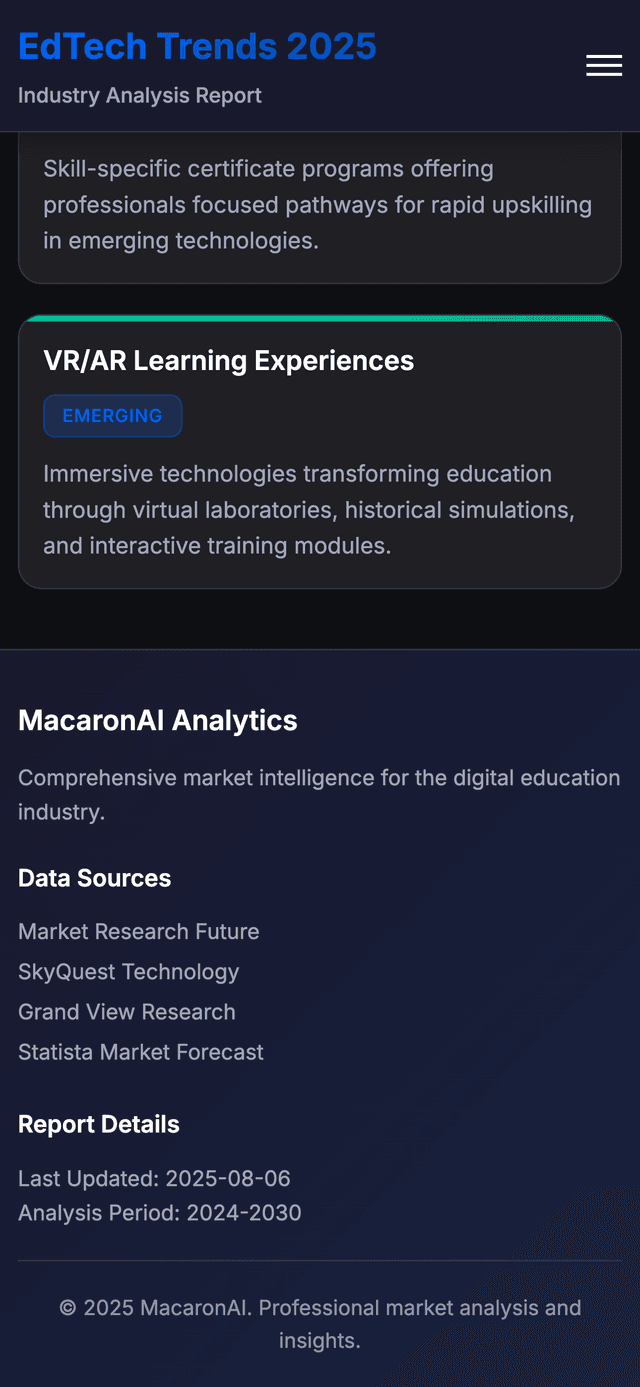 EdTech Trends 2025
Industry Analysis Report
Skill-specific certificate programs offering
professionals focused pathways for rapid upskilling
in emerging technologies.
VR/AR Learning Experiences
EMERGING
Immersive technologies transforming education
through virtual laboratories, historical simulations,
and interactive training modules.
MacaronAI Analytics
Comprehensive market intelligence for the digital education
industry.
Data Sources
Market Research Future
SkyQuest Technology
Grand View Research
Statista Market Forecast
Report Details
Last Updated: 2025-08-06
Analysis Period: 2024-2030
© 2025 MacaronAI. Professional market analysis and
insights.